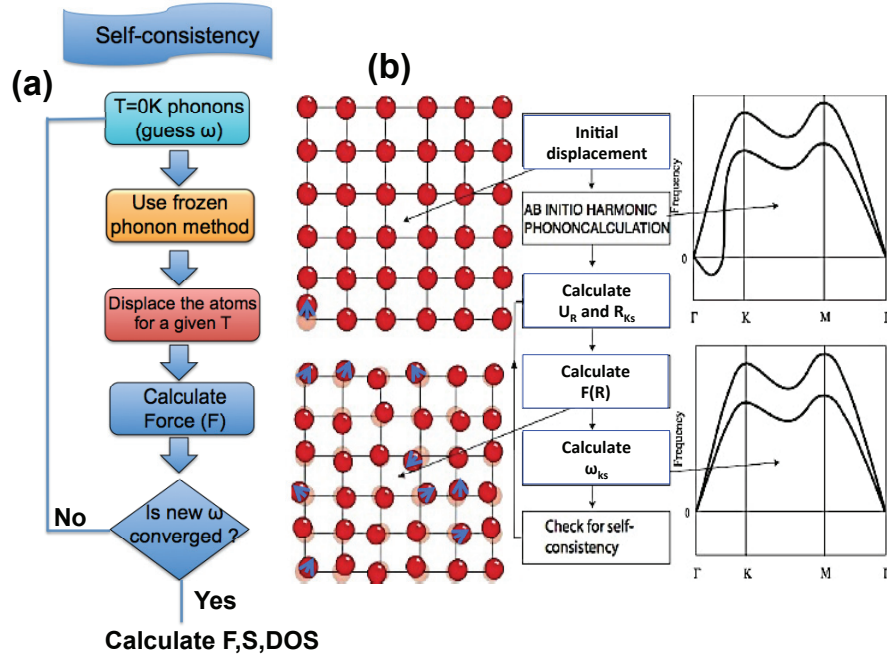 Self-consistency
(a)
T=0K phonons
(guess ω)
Use frozen
phonon method
Displace the atoms
for a given T
Calculate
Force (F)
Is new ω
converged ?
No
Yes
Calculate F,S,DOS
(b)
Initial
displacement
AB INITIO HARMONIC
PHONONCALCULATION
Calculate
U_R and R_Ks
Calculate
F(R)
Calculate
ω_ks
Check for self-
consistency
Frequency
0
Γ K M Γ
Frequency
0
Γ K M Γ